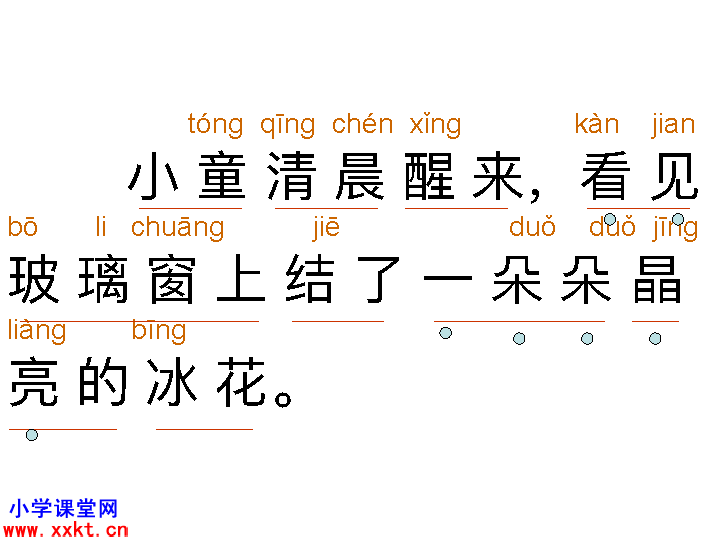 tóng qīng chén xǐng kàn jian
小童清晨醒来，看见
bō li chuāng jiē duǒ duǒ jīng
玻璃窗上结了一朵朵晶
liàng bīng
亮的冰花。
小学课堂网
www.xxkt.cn